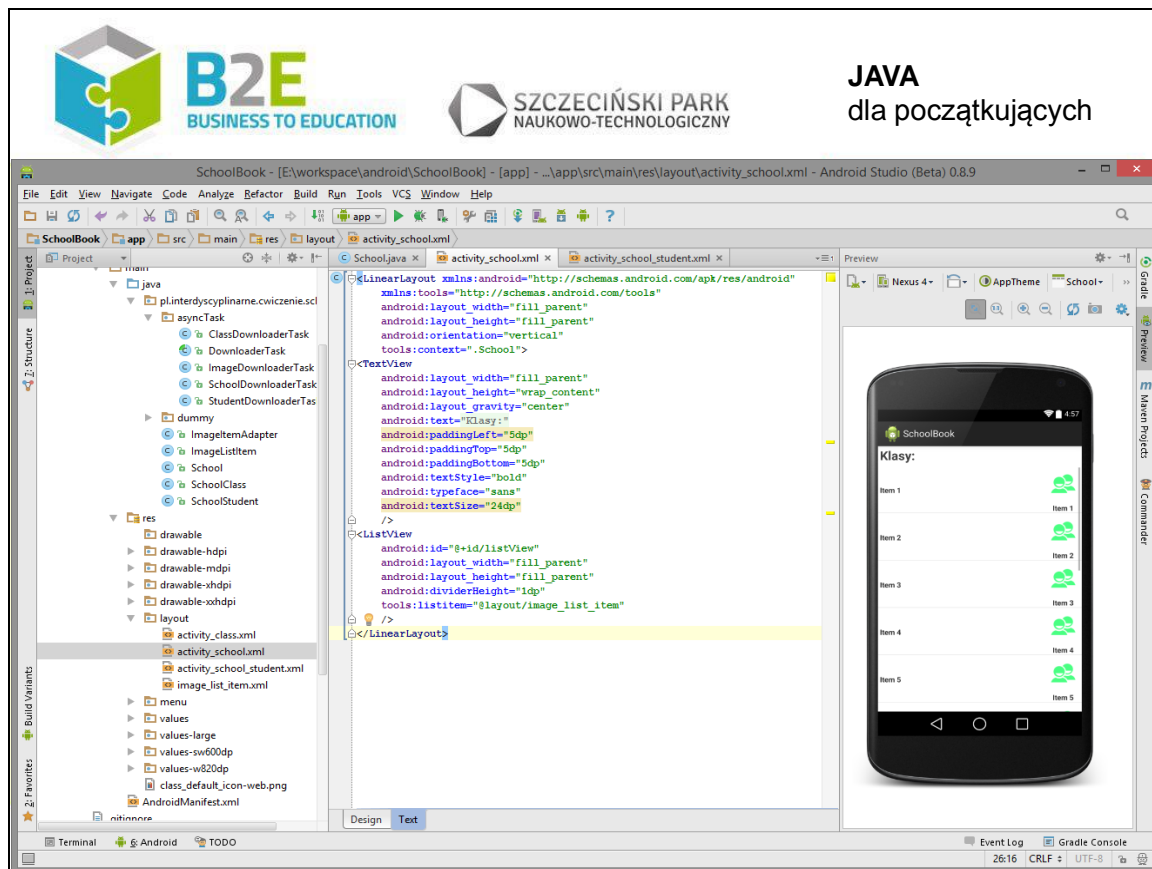 B2E
BUSINESS TO EDUCATION
SZCZECIŃSKI PARK
NAUKOWO-TECHNOLOGICZNY
JAVA
dla początkujących
SchoolBook - [E:\workspace\android\SchoolBook] - [app] - ...\app\src\main\res\layout\activity_school.xml - Android Studio (Beta) 0.8.9
File Edit View Navigate Code Analyze Refactor Build Run Tools VCS Window Help
app
SchoolBook app src main res layout activity_school.xml
Project
School.java activity_school.xml activity_school_student.xml
Preview
1: Project
7: Structure
Build Variants
2: Favorites
main
java
pl.interdyscyplinarne.cwiczenie.scl
asyncTask
ClassDownloaderTask
DownloaderTask
ImageDownloaderTask
SchoolDownloaderTask
StudentDownloaderTas
dummy
ImageItemAdapter
ImageListItem
School
SchoolClass
SchoolStudent
res
drawable
drawable-hdpi
drawable-mdpi
drawable-xhdpi
drawable-xxhdpi
layout
activity_class.xml
activity_school.xml
activity_school_student.xml
image_list_item.xml
menu
values
values-large
values-sw600dp
values-w820dp
class_default_icon-web.png
AndroidManifest.xml
.gitignore
<LinearLayout xmlns:android="http://schemas.android.com/apk/res/android"
xmlns:tools="http://schemas.android.com/tools"
android:layout_width="fill_parent"
android:layout_height="fill_parent"
android:orientation="vertical"
tools:context=".School">
<TextView
android:layout_width="fill_parent"
android:layout_height="wrap_content"
android:layout_gravity="center"
android:text="Klasy:"
android:paddingLeft="5dp"
android:paddingTop="5dp"
android:paddingBottom="5dp"
android:textStyle="bold"
android:typeface="sans"
android:textSize="24dp"
/>
<ListView
android:id="@+id/listView"
android:layout_width="fill_parent"
android:layout_height="fill_parent"
android:dividerHeight="1dp"
tools:listitem="@layout/image_list_item"
/>
</LinearLayout>
Design Text
Nexus 4 AppTheme School
4:57
SchoolBook
Klasy:
Item 1
Item 1
Item 2
Item 2
Item 3
Item 3
Item 4
Item 4
Item 5
Item 5
Gradle
Preview
m Maven Projects
Commander
Terminal 6: Android TODO Event Log Gradle Console
26:16 CRLF UTF-8